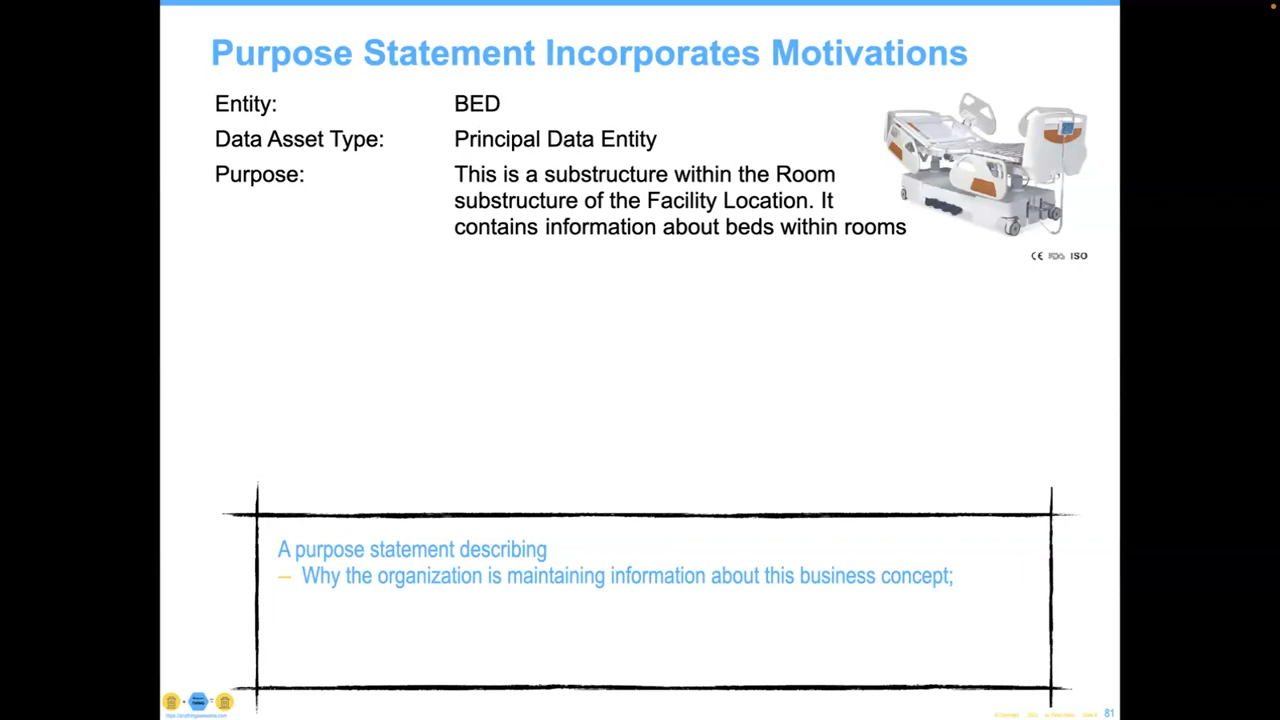 Purpose Statement Incorporates Motivations
Entity: BED
Data Asset Type: Principal Data Entity
Purpose: This is a substructure within the Room
substructure of the Facility Location. It
contains information about beds within rooms
CE FDA ISO
A purpose statement describing
– Why the organization is maintaining information about this business concept;
81